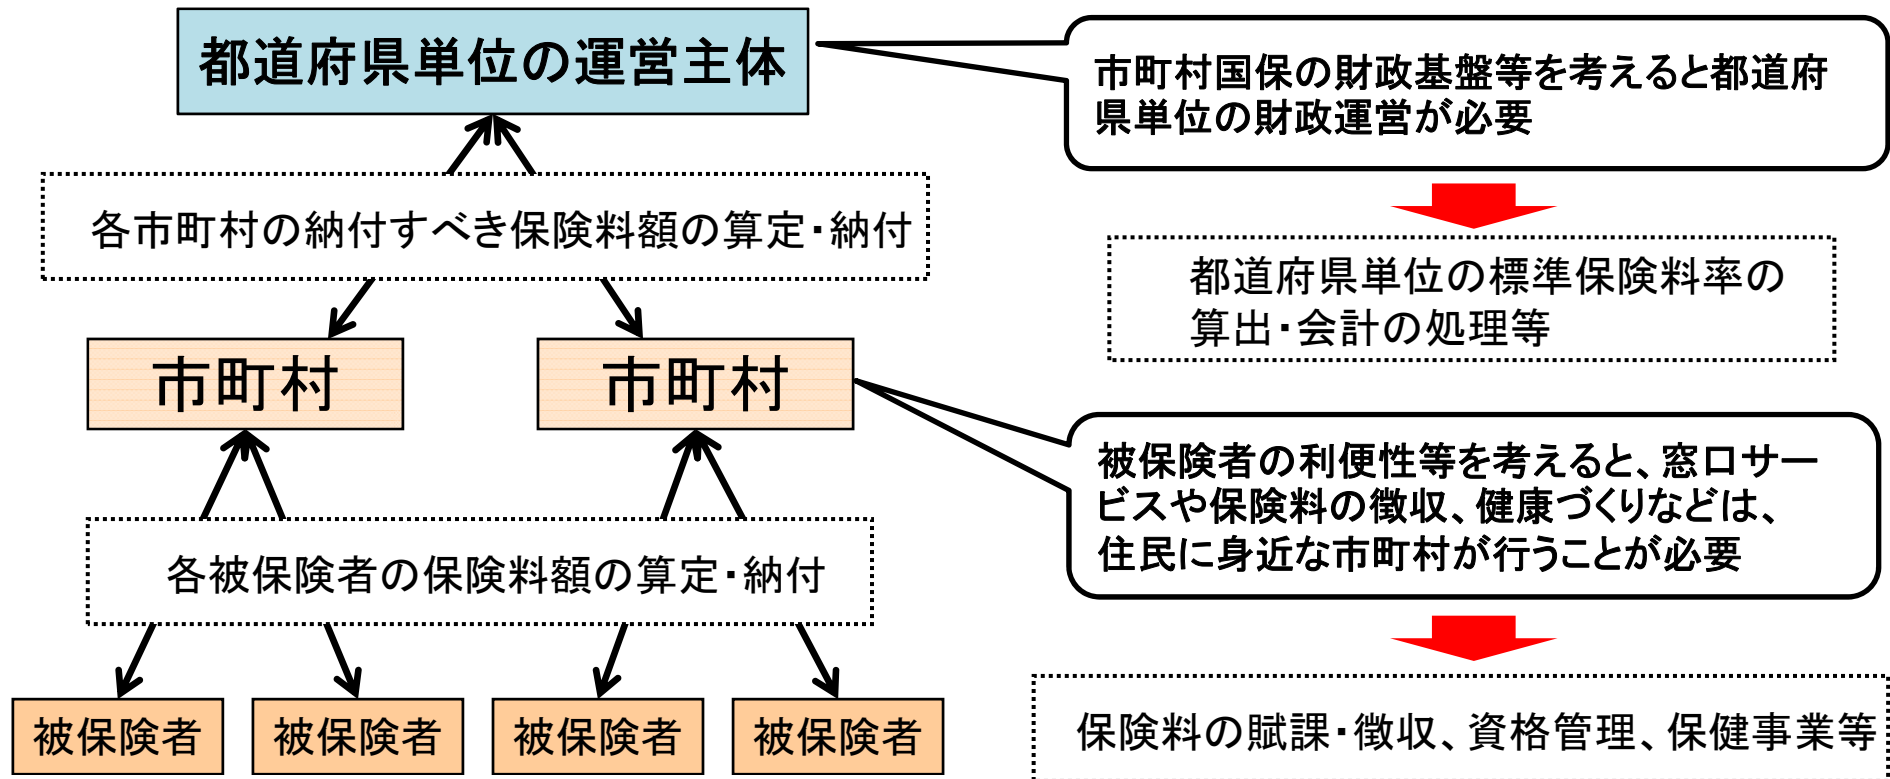 都道府県単位の運営主体
市町村国保の財政基盤等を考えると都道府
県単位の財政運営が必要
各市町村の納付すべき保険料額の算定・納付
都道府県単位の標準保険料率の
算出・会計の処理等
市町村
市町村
被保険者の利便性等を考えると、窓口サー
ビスや保険料の徴収、健康づくりなどは、
住民に身近な市町村が行うことが必要
各被保険者の保険料額の算定・納付
被保険者
被保険者
被保険者
被保険者
保険料の賦課・徴収、資格管理、保健事業等